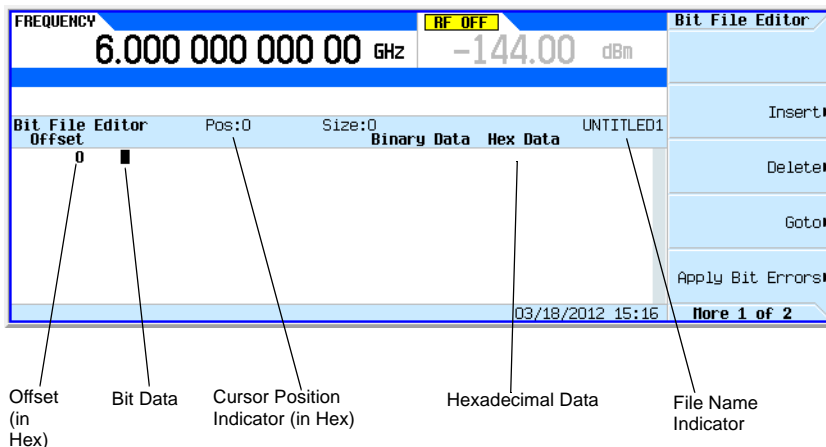 FREQUENCY
RF OFF
Bit File Editor
6.000 000 000 00 GHz
-144.00 dBm
Insert
Bit File Editor Pos:0 Size:0 UNTITLED1
Offset Binary Data Hex Data
0
Delete
Goto
Apply Bit Errors
03/18/2012 15:16
More 1 of 2
Offset
(in
Hex)
Bit Data
Cursor Position
Indicator (in Hex)
Hexadecimal Data
File Name
Indicator